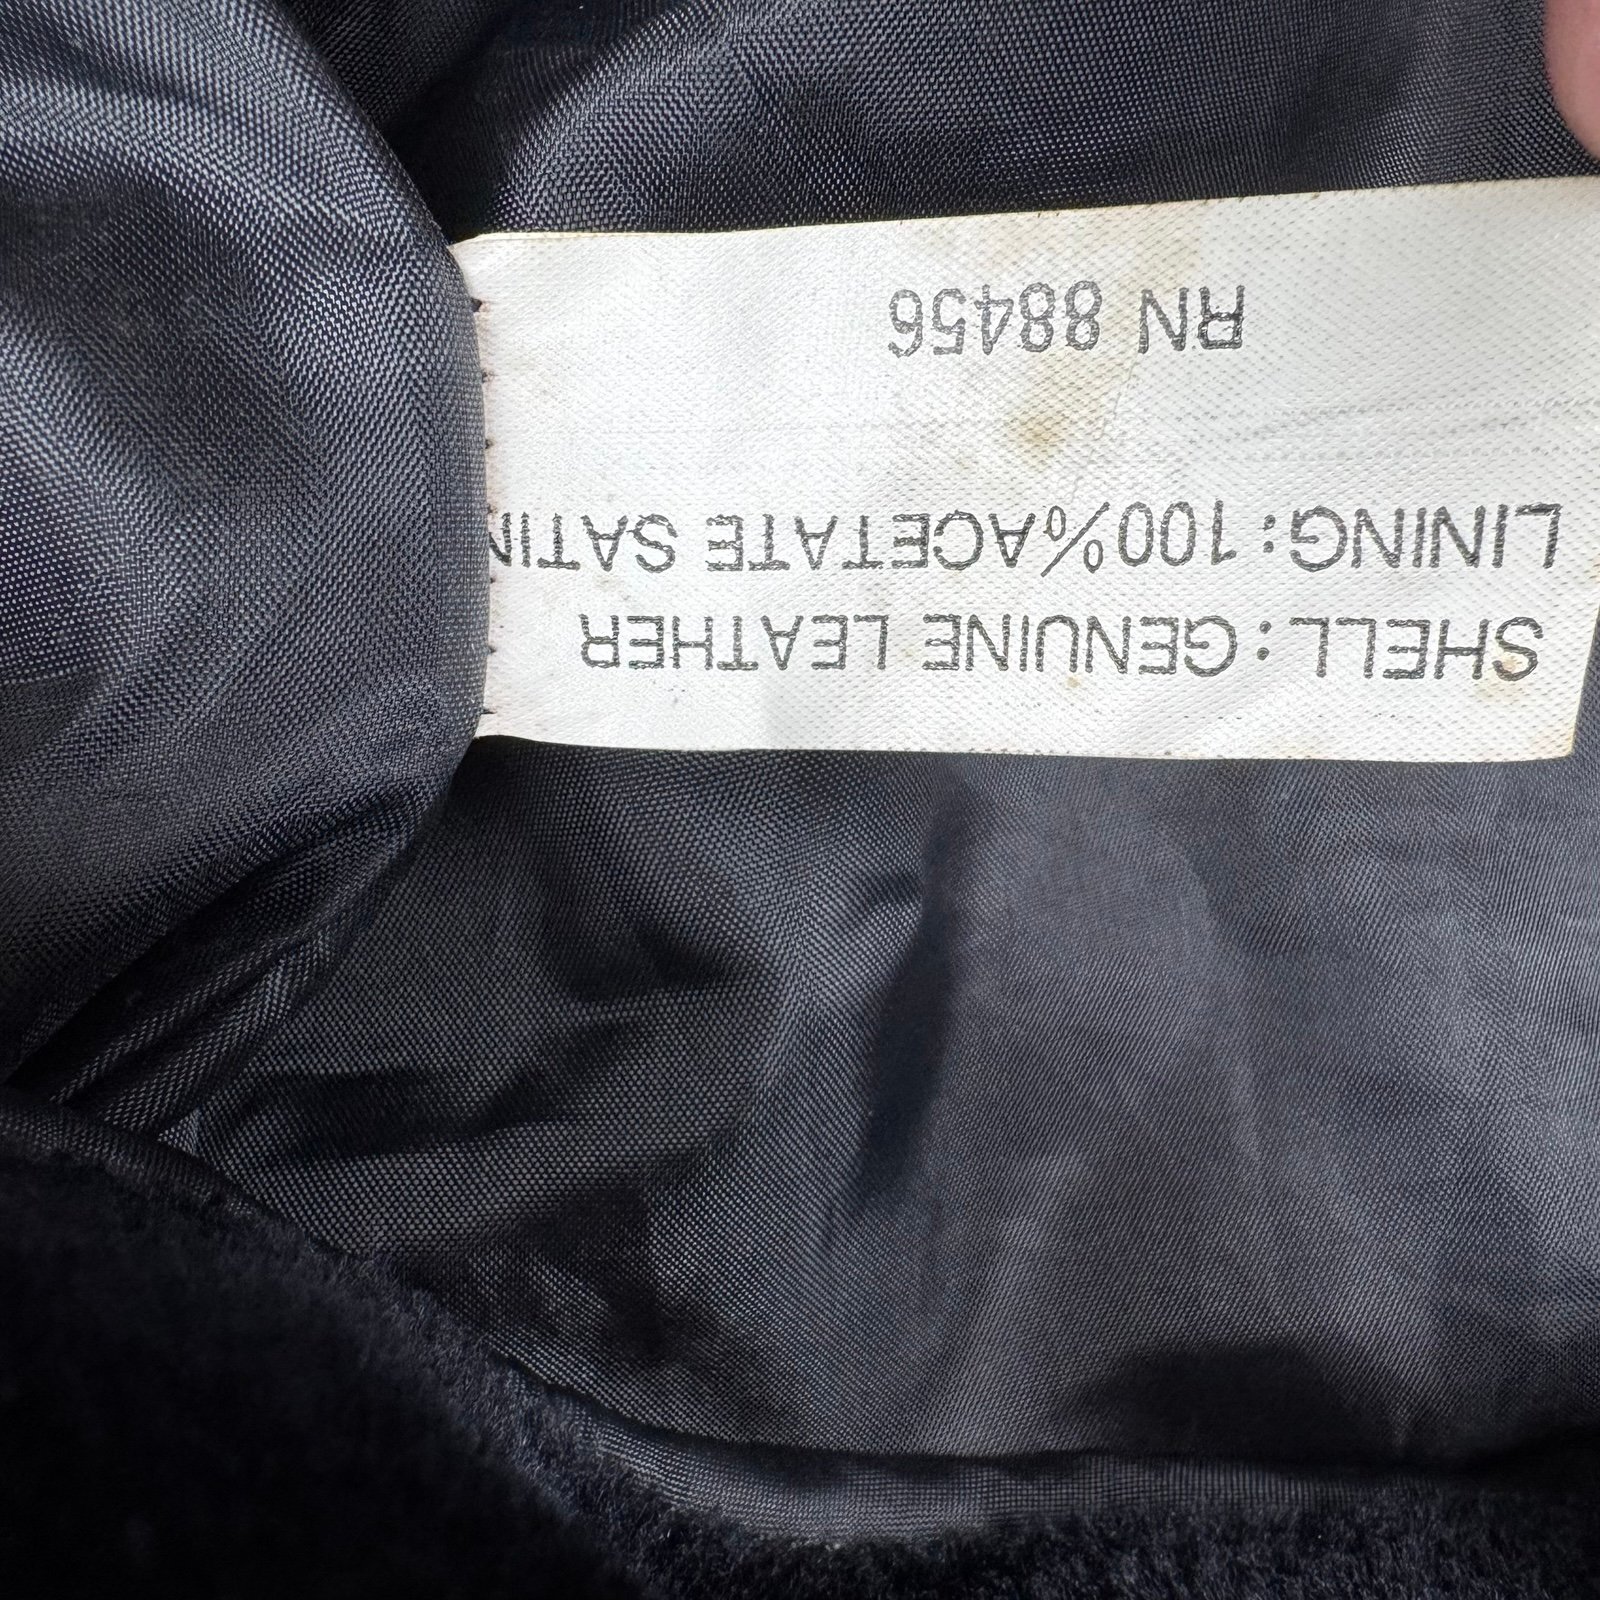 SHELL: GENUINE LEATHER
LINING: 100% ACETATE SATIN
RN 88456